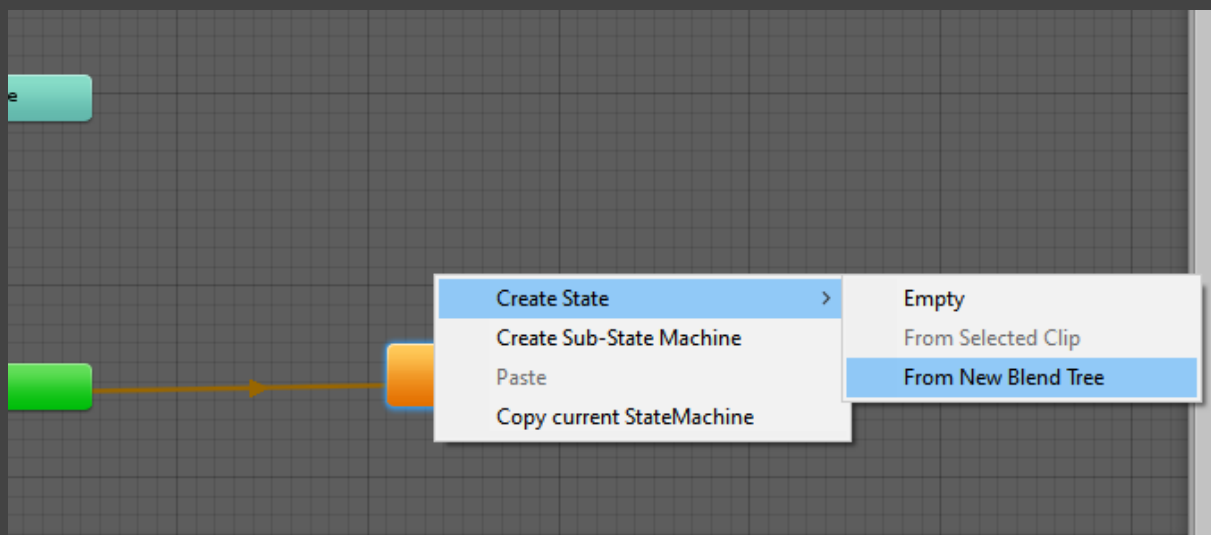 e
Create State
Create Sub-State Machine
Paste
Copy current StateMachine
Empty
From Selected Clip
From New Blend Tree